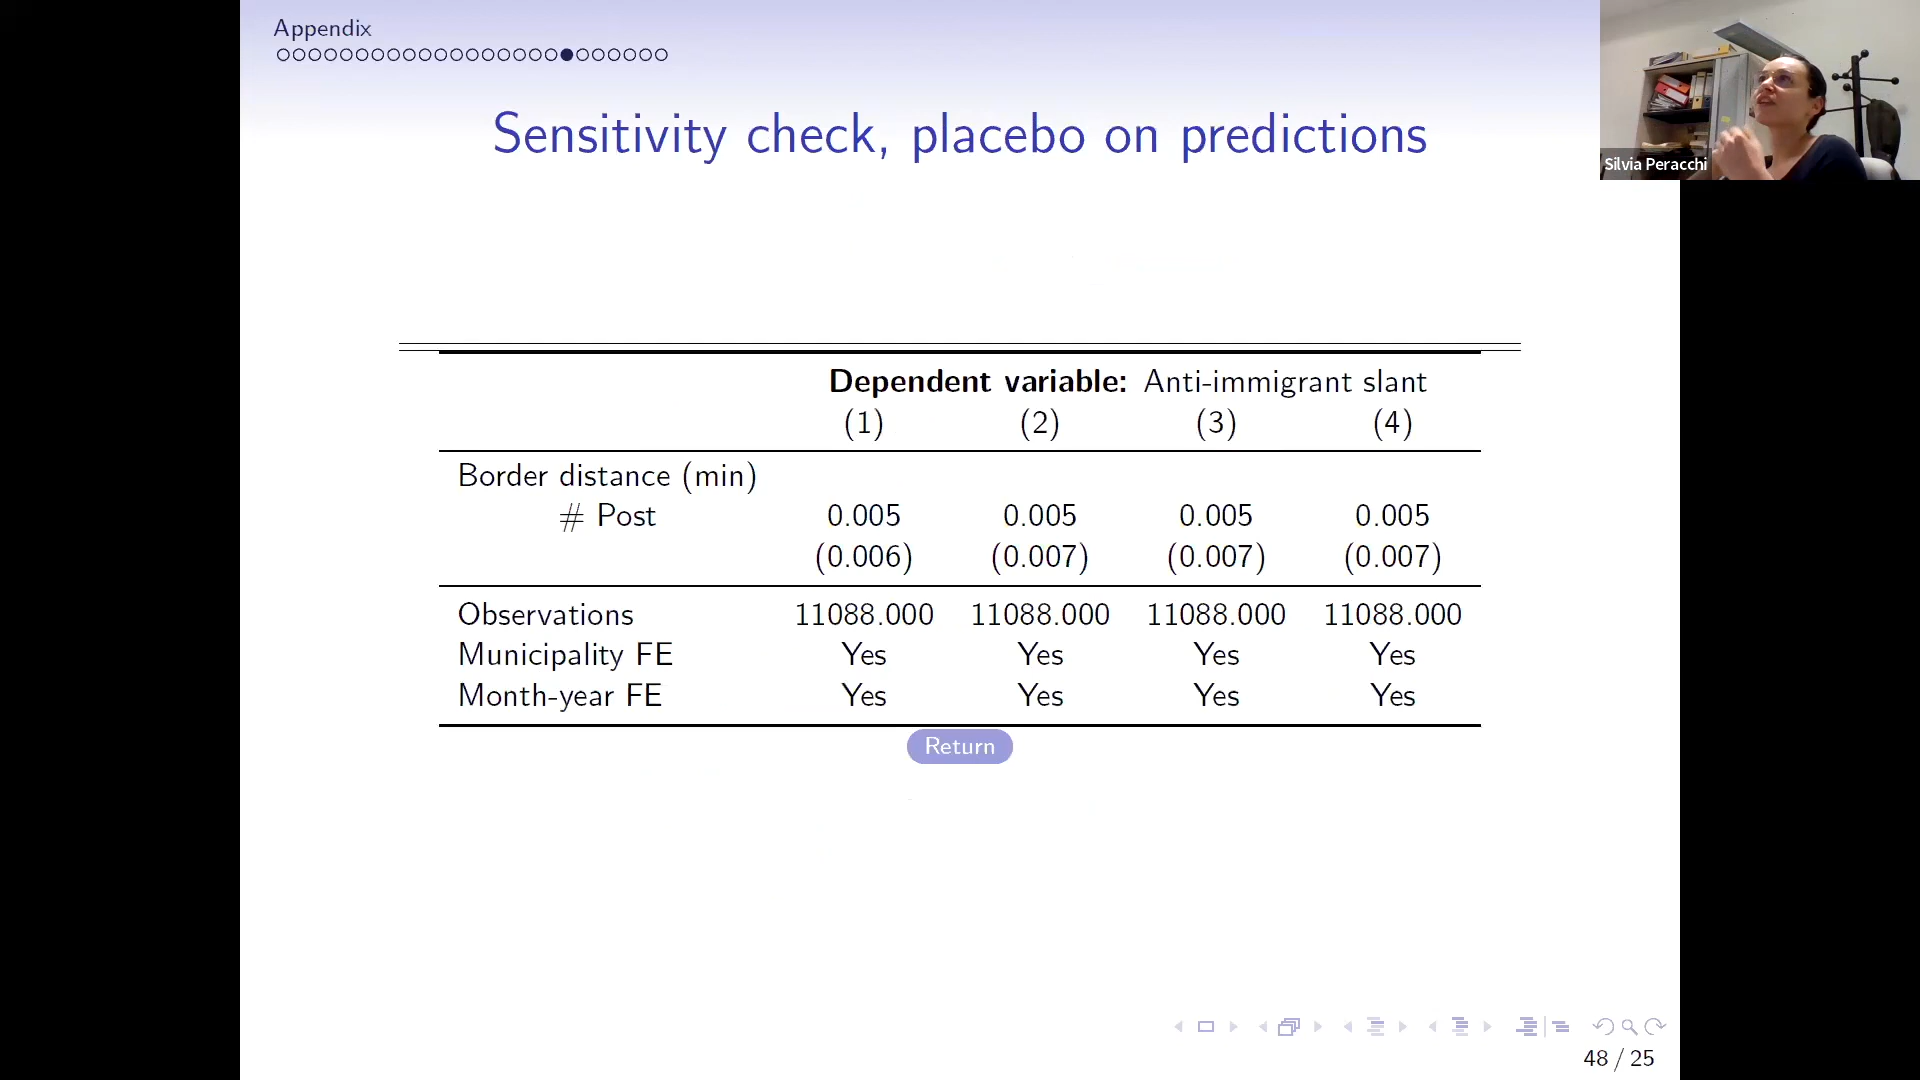 Appendix
Sensitivity check, placebo on predictions
Silvia Peracchi
Dependent variable: Anti-immigrant slant
(1) (2) (3) (4)
Border distance (min)
# Post 0.005 0.005 0.005 0.005
(0.006) (0.007) (0.007) (0.007)
Observations 11088.000 11088.000 11088.000 11088.000
Municipality FE Yes Yes Yes Yes
Month-year FE Yes Yes Yes Yes
Return
48 / 25